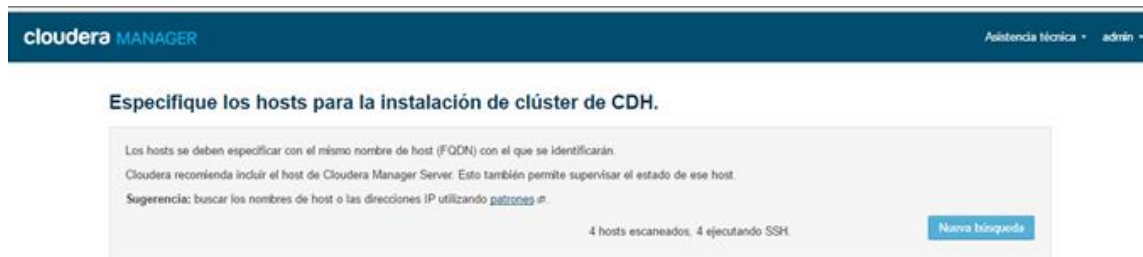 cloudera MANAGER
Asistencia técnica admin
Especifique los hosts para la instalación de clúster de CDH.
Los hosts se deben especificar con el mismo nombre de host (FQDN) con el que se identificarán.
Cloudera recomienda incluir el host de Cloudera Manager Server. Esto también permite supervisar el estado de ese host.
Sugerencia: buscar los nombres de host o las direcciones IP utilizando patrones.
4 hosts escaneados, 4 ejecutando SSH.
Nueva búsqueda